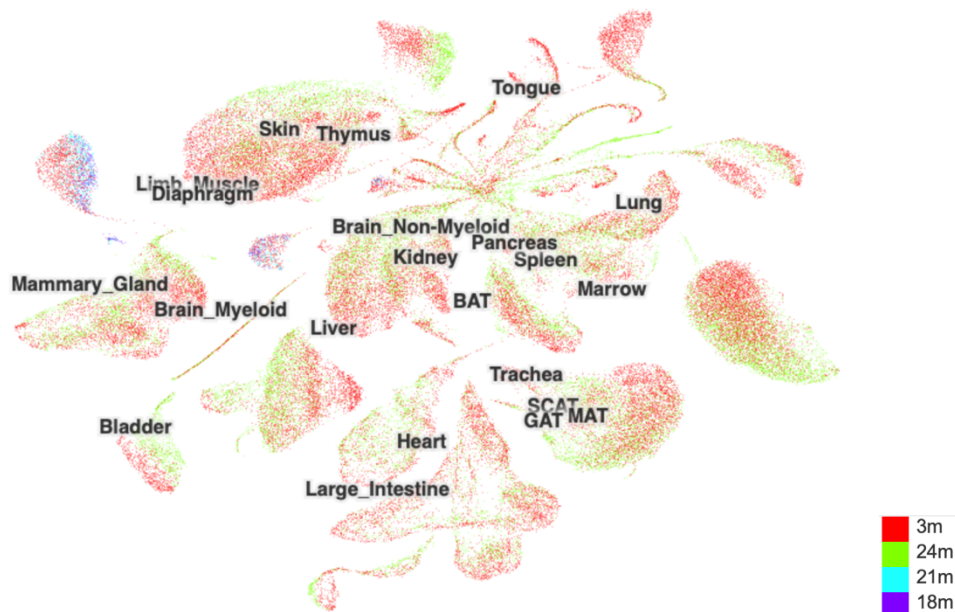 Tongue
Skin
Thymus
Limb_Muscle
Diaphragm
Lung
Brain_Non-Myeloid
Pancreas
Kidney
Spleen
Mammary_Gland
Marrow
BAT
Brain_Myeloid
Liver
Trachea
SCAT
GAT
MAT
Bladder
Heart
Large_Intestine
3m
24m
21m
18m